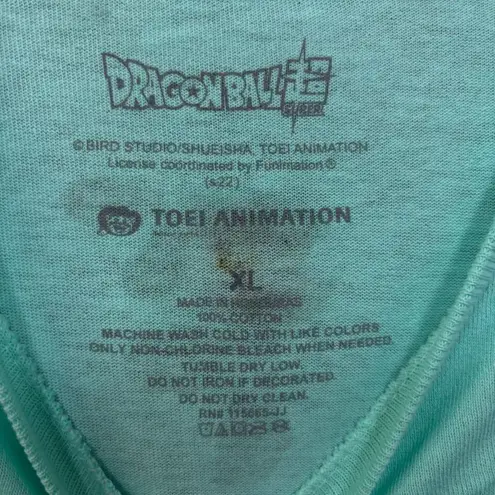 DRAGON BALL 超
SUPER
© BIRD STUDIO/SHUEISHA, TOEI ANIMATION.
License coordinated by Funimation®
(s22)
TOEI ANIMATION
XL
MADE IN HONDURAS
100% COTTON
MACHINE WASH COLD WITH LIKE COLORS
ONLY NON-CHLORINE BLEACH WHEN NEEDED.
TUMBLE DRY LOW.
DO NOT IRON IF DECORATED.
DO NOT DRY CLEAN.
RN# 115665-JJ